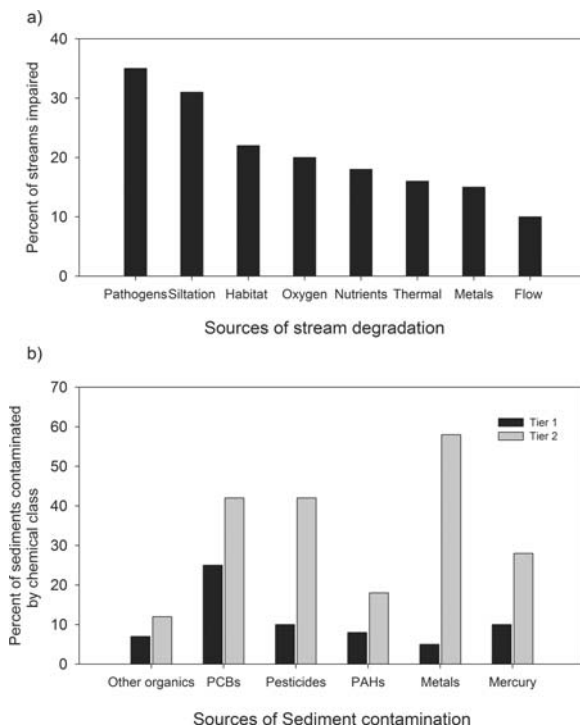 a)
Percent of streams impaired
40
30
20
10
0
Pathogens Siltation Habitat Oxygen Nutrients Thermal Metals Flow
Sources of stream degradation
b)
Percent of sediments contaminated
by chemical class
70
60
50
40
30
20
10
0
Tier 1
Tier 2
Other organics PCBs Pesticides PAHs Metals Mercury
Sources of Sediment contamination